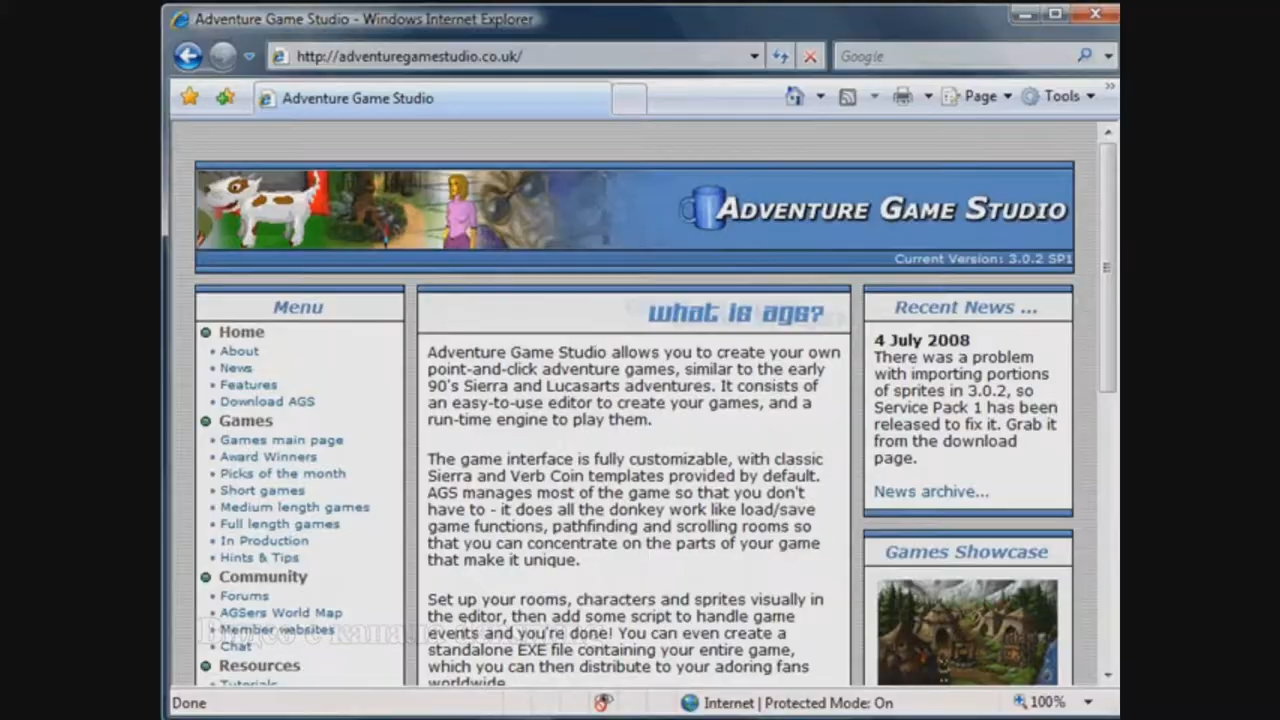 Adventure Game Studio - Windows Internet Explorer
http://adventuregamestudio.co.uk/
Google
Adventure Game Studio
Page
Tools
ADVENTURE GAME STUDIO
Current Version: 3.0.2 SP1
Menu
Home
About
News
Features
Download AGS
Games
Games main page
Award Winners
Picks of the month
Short games
Medium length games
Full length games
In Production
Hints & Tips
Community
Forums
AGSers World Map
Member websites
Chat
Resources
Tutorials
what is ags?
Adventure Game Studio allows you to create your own
point-and-click adventure games, similar to the early
90's Sierra and Lucasarts adventures. It consists of
an easy-to-use editor to create your games, and a
run-time engine to play them.
The game interface is fully customizable, with classic
Sierra and Verb Coin templates provided by default.
AGS manages most of the game so that you don't
have to - it does all the donkey work like load/save
game functions, pathfinding and scrolling rooms so
that you can concentrate on the parts of your game
that make it unique.
Set up your rooms, characters and sprites visually in
the editor, then add some script to handle game
events and you're done! You can even create a
standalone EXE file containing your entire game,
which you can then distribute to your adoring fans
worldwide.
Recent News ...
4 July 2008
There was a problem
with importing portions
of sprites in 3.0.2, so
Service Pack 1 has been
released to fix it. Grab it
from the download
page.
News archive...
Games Showcase
Видео с канала
Done
Internet | Protected Mode: On
100%